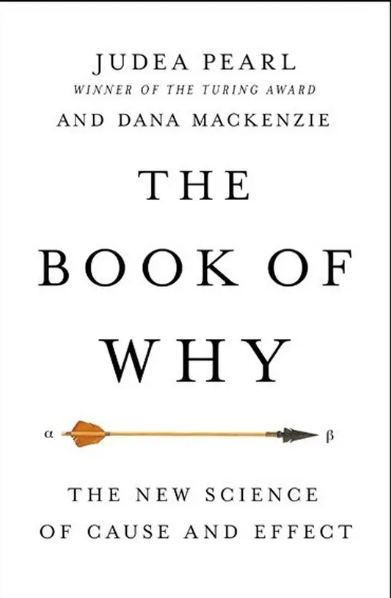 JUDEA PEARL
WINNER OF THE TURING AWARD
AND DANA MACKENZIE
THE
BOOK OF
WHY
α β
THE NEW SCIENCE
OF CAUSE AND EFFECT